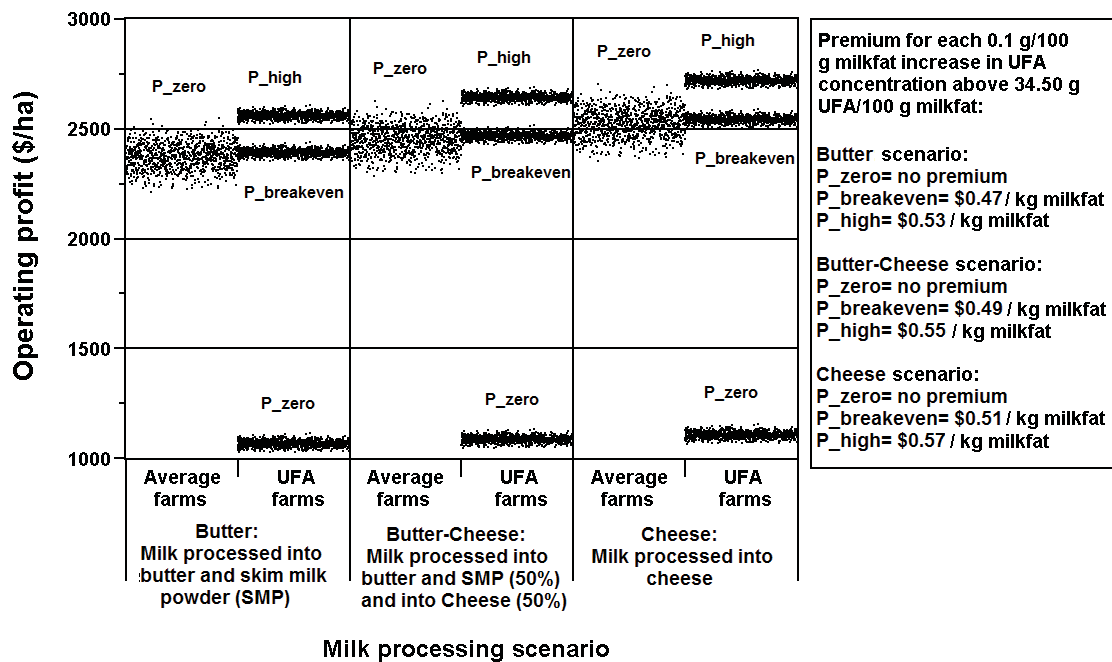 Operating profit ($/ha)
3000
2500
2000
1500
1000
P_zero
P_high
P_breakeven
P_zero
P_zero
P_high
P_breakeven
P_zero
P_zero
P_high
P_breakeven
P_zero
Average
farms
UFA
farms
Average
farms
UFA
farms
Average
farms
UFA
farms
Butter:
Milk processed into
butter and skim milk
powder (SMP)
Butter-Cheese:
Milk processed into
butter and SMP (50%)
and into Cheese (50%)
Cheese:
Milk processed into
cheese
Milk processing scenario
Premium for each 0.1 g/100
g milkfat increase in UFA
concentration above 34.50 g
UFA/100 g milkfat:
Butter scenario:
P_zero= no premium
P_breakeven= $0.47/ kg milkfat
P_high= $0.53/ kg milkfat
Butter-Cheese scenario:
P_zero= no premium
P_breakeven= $0.49 / kg milkfat
P_high= $0.55 / kg milkfat
Cheese scenario:
P_zero= no premium
P_breakeven= $0.51/ kg milkfat
P_high= $0.57/ kg milkfat